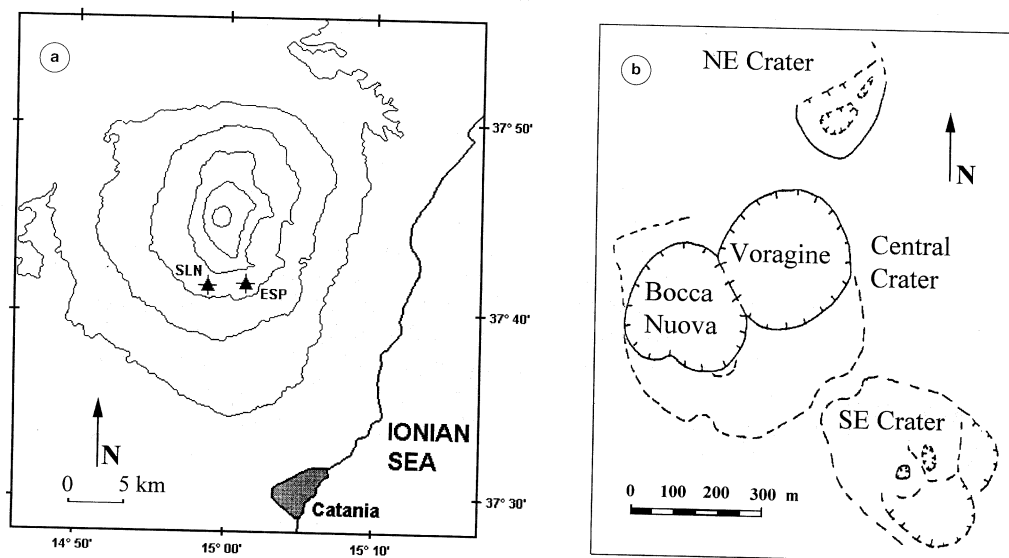 a
37° 50'
SLN
ESP
37° 40'
N
0 5 km
IONIAN
SEA
Catania
37° 30'
14° 50' 15° 00' 15° 10'
b
NE Crater
N
Voragine
Central
Crater
Bocca
Nuova
SE Crater
0 100 200 300 m